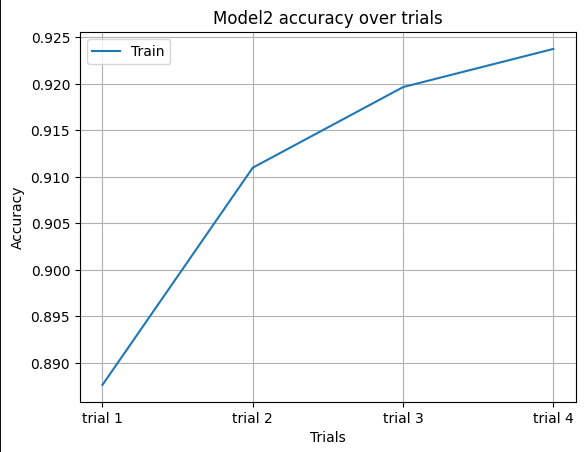 Model2 accuracy over trials
Train
0.925
0.920
0.915
0.910
0.905
0.900
0.895
0.890
Accuracy
trial 1 trial 2 trial 3 trial 4
Trials